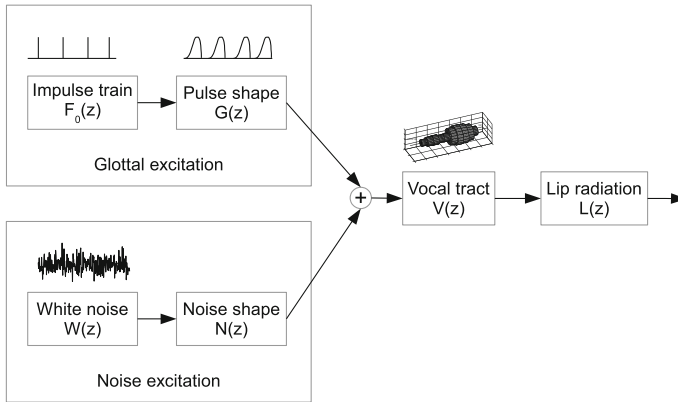 Impulse train
F0(z)
Pulse shape
G(z)
Glottal excitation
+
Vocal tract
V(z)
Lip radiation
L(z)
White noise
W(z)
Noise shape
N(z)
Noise excitation